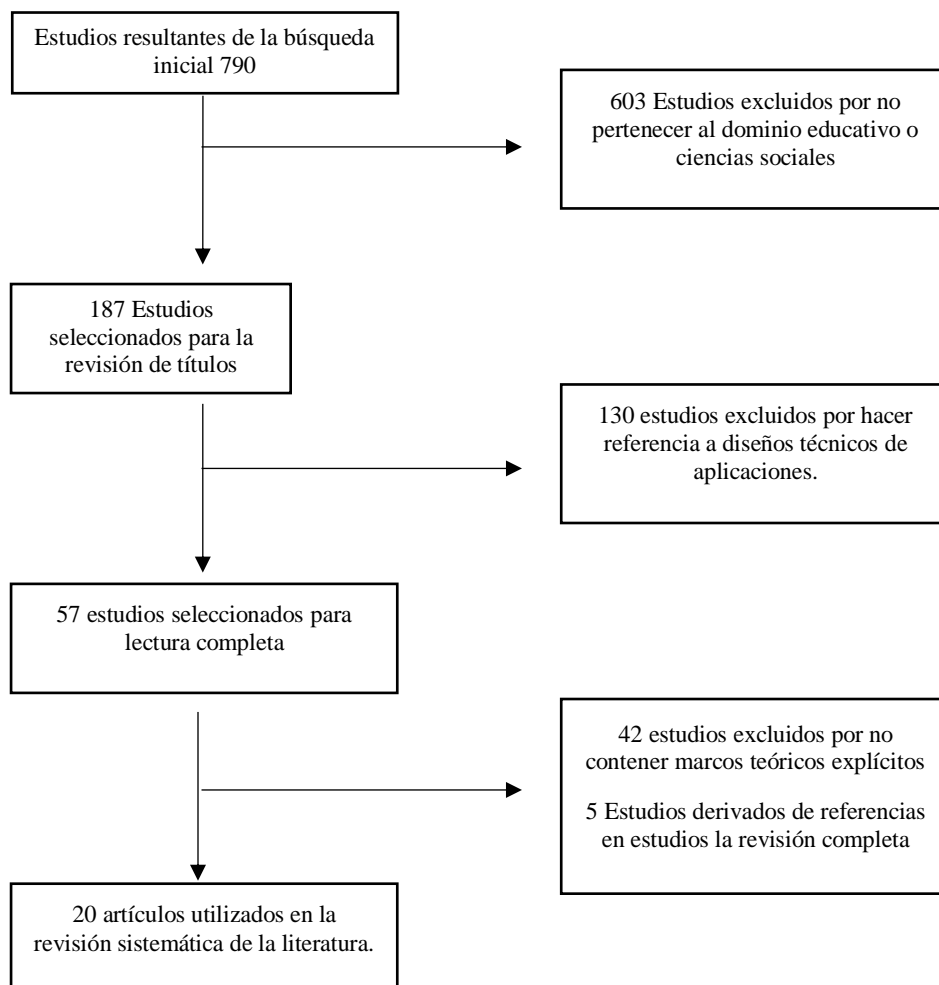 Estudios resultantes de la búsqueda
inicial 790
603 Estudios excluidos por no
pertenecer al dominio educativo o
ciencias sociales
187 Estudios
seleccionados para la
revisión de títulos
130 estudios excluidos por hacer
referencia a diseños técnicos de
aplicaciones.
57 estudios seleccionados para
lectura completa
42 estudios excluidos por no
contener marcos teóricos explícitos
5 Estudios derivados de referencias
en estudios la revisión completa
20 artículos utilizados en la
revisión sistemática de la literatura.